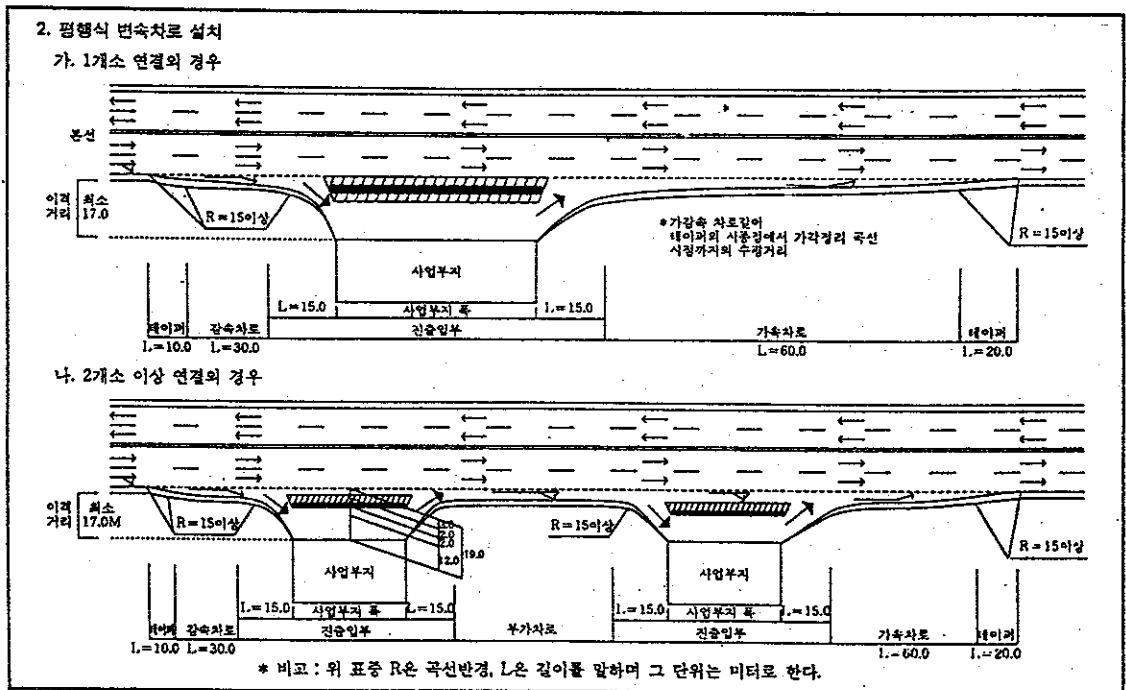 2. 평행식 변속차로 설치
가. 1개소 연결의 경우
본선
이격
거리
최소
17.0
R=15이상
*가감속 차로길이
테이퍼의 시종점에서 가각정리 곡선
시점까지의 수평거리
R=15이상
사업부지
L=15.0
사업부지 폭
L=15.0
진출입부
테이퍼
감속차로
가속차로
테이퍼
L=10.0
L=30.0
L=60.0
L=20.0
나. 2개소 이상 연결의 경우
이격
거리
최소
17.0M
R=15이상
2.0
2.0
12.0
19.0
R=15이상
R=15이상
사업부지
사업부지
L=15.0
사업부지 폭
L=15.0
L=15.0
사업부지 폭
L=15.0
테이퍼
감속차로
진출입부
부가차로
진출입부
가속차로
테이퍼
L=10.0
L=30.0
L=60.0
L=20.0
* 비고 : 위 표중 R은 곡선반경, L은 길이를 말하며 그 단위는 미터로 한다.